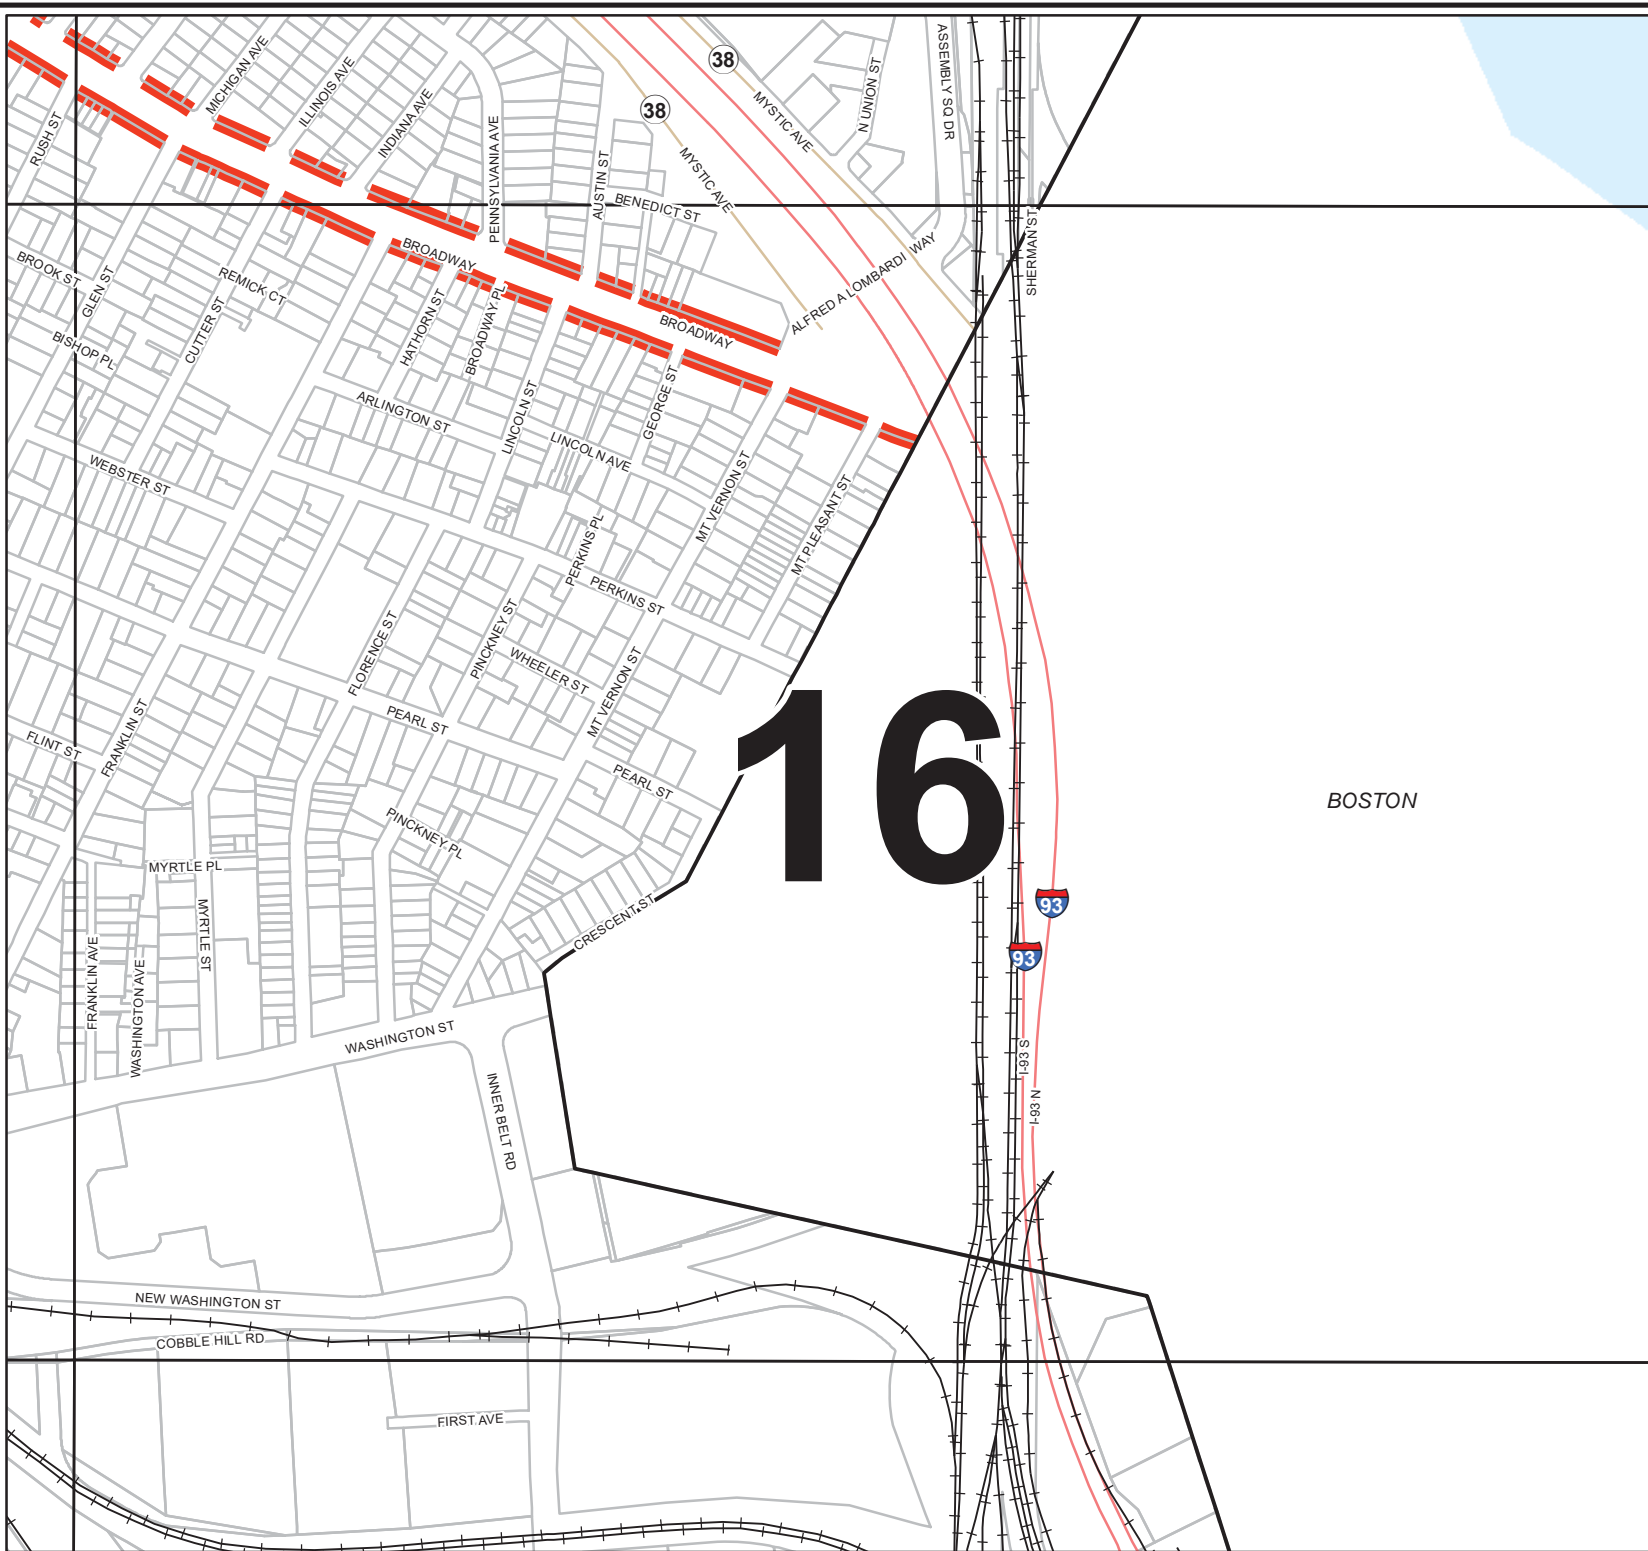 38
38
MICHIGAN AVE
ILLINOIS AVE
INDIANA AVE
RUSH ST
PENNSYLVANIA AVE
AUSTIN ST
BENEDICT ST
MYSTIC AVE
MYSTIC AVE
N UNION ST
ASSEMBLY SQ DR
SHERMAN ST
ALFRED A LOMBARDI WAY
BROADWAY
BROADWAY
BROOK ST
GLEN ST
REMICK CT
CUTTER ST
BISHOP PL
HATHORN ST
BROADWAY PL
ARLINGTON ST
LINCOLN ST
LINCOLN AVE
GEORGE ST
WEBSTER ST
MT VERNON ST
MT PLEASANT ST
PERKINS PL
PERKINS ST
FLORENCE ST
PINCKNEY ST
WHEELER ST
MT VERNON ST
FRANKLIN ST
FLINT ST
PEARL ST
PEARL ST
16
BOSTON
PINCKNEY PL
MYRTLE PL
MYRTLE ST
CRESCENT ST
93
93
FRANKLIN AVE
WASHINGTON AVE
WASHINGTON ST
INNER BELT RD
I-93 S
I-93 N
NEW WASHINGTON ST
COBBLE HILL RD
FIRST AVE